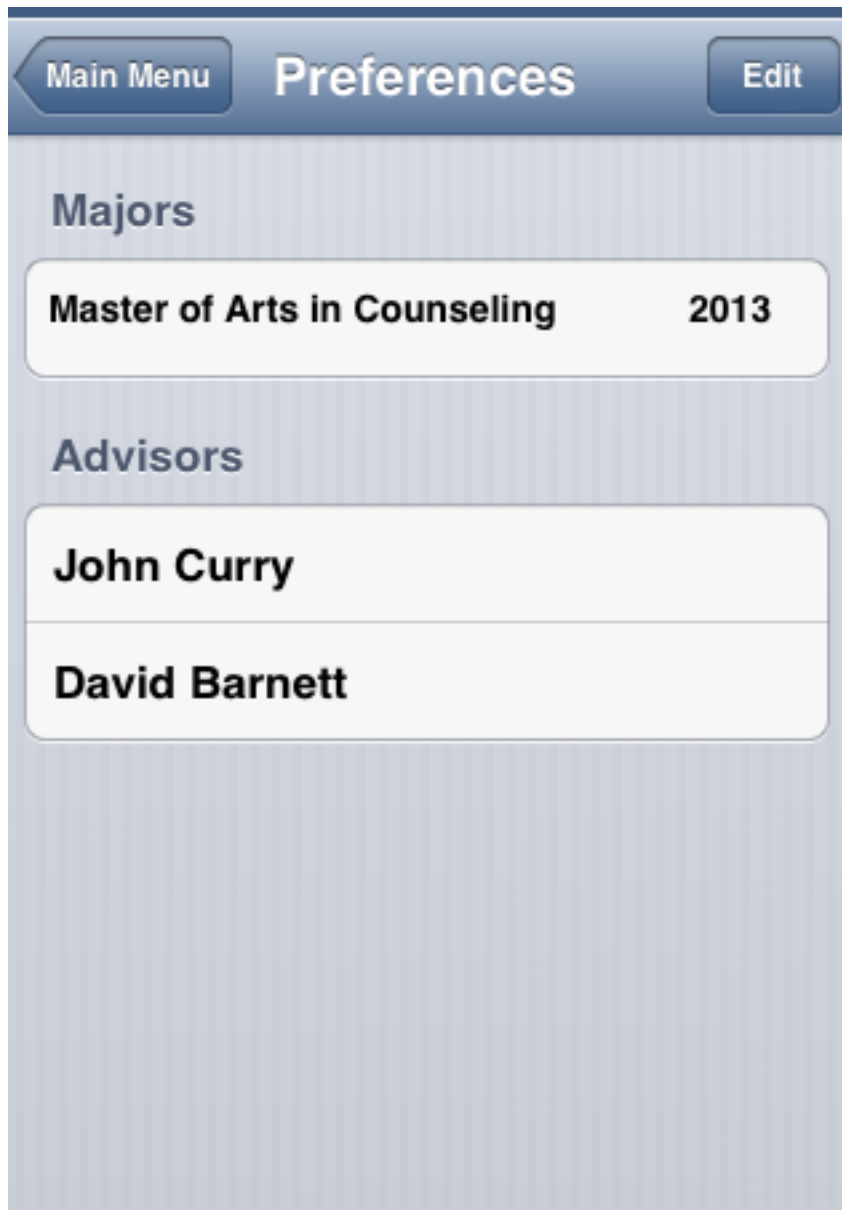 Main Menu Preferences Edit
Majors
Master of Arts in Counseling 2013
Advisors
John Curry
David Barnett